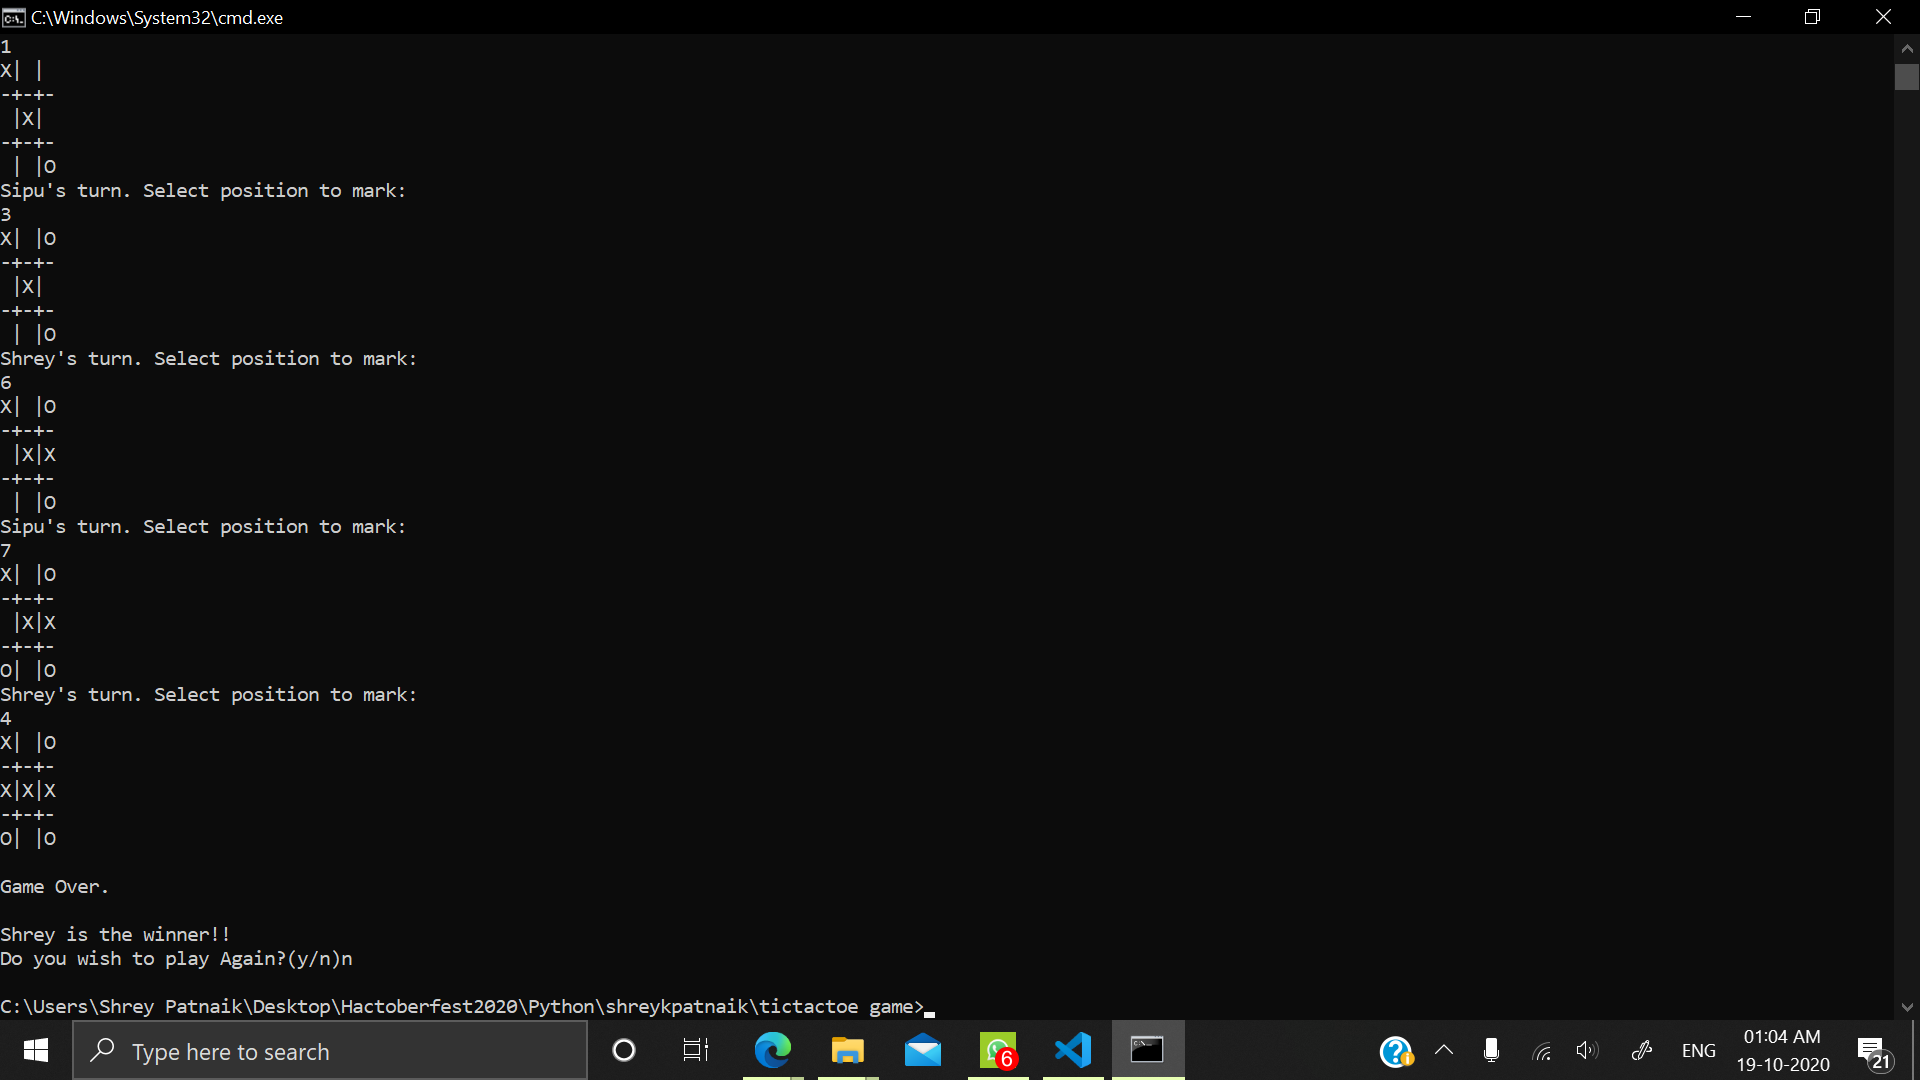 C:\Windows\System32\cmd.exe
1
X| |
-+-+-
 |X|
-+-+-
 | |O
Sipu's turn. Select position to mark:
3
X| |O
-+-+-
 |X|
-+-+-
 | |O
Shrey's turn. Select position to mark:
6
X| |O
-+-+-
 |X|X
-+-+-
 | |O
Sipu's turn. Select position to mark:
7
X| |O
-+-+-
 |X|X
-+-+-
O| |O
Shrey's turn. Select position to mark:
4
X| |O
-+-+-
X|X|X
-+-+-
O| |O
Game Over.
Shrey is the winner!!
Do you wish to play Again?(y/n)n
C:\Users\Shrey Patnaik\Desktop\Hactoberfest2020\Python\shreykpatnaik\tictactoe game>
Type here to search
6
ENG
01:04 AM
19-10-2020
21